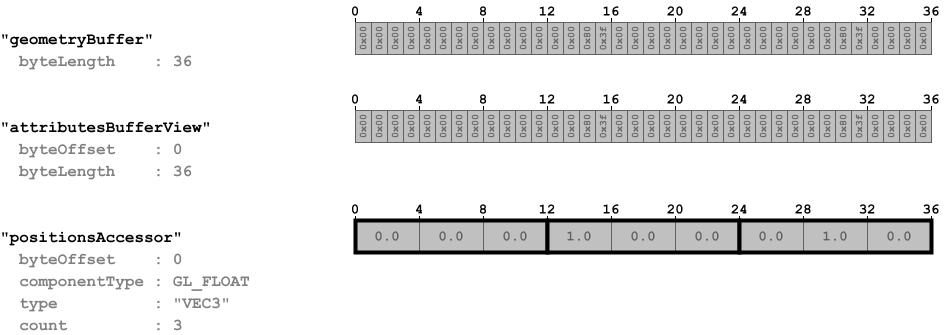 0 4 8 12 16 20 24 28 32 36
"geometryBuffer"
0x00 0x00 0x00 0x00 0x00 0x00 0x00 0x00 0x00 0x00 0x00 0x00 0x00 0x00 0x80 0x3f 0x00 0x00 0x00 0x00 0x00 0x00 0x00 0x00 0x00 0x00 0x00 0x00 0x00 0x00 0x80 0x3f 0x00 0x00 0x00 0x00
byteLength : 36
0 4 8 12 16 20 24 28 32 36
"attributesBufferView"
0x00 0x00 0x00 0x00 0x00 0x00 0x00 0x00 0x00 0x00 0x00 0x00 0x00 0x00 0x80 0x3f 0x00 0x00 0x00 0x00 0x00 0x00 0x00 0x00 0x00 0x00 0x00 0x00 0x00 0x00 0x80 0x3f 0x00 0x00 0x00 0x00
byteOffset : 0
byteLength : 36
0 4 8 12 16 20 24 28 32 36
"positionsAccessor"
0.0 0.0 0.0 1.0 0.0 0.0 0.0 1.0 0.0
byteOffset : 0
componentType : GL_FLOAT
type : "VEC3"
count : 3